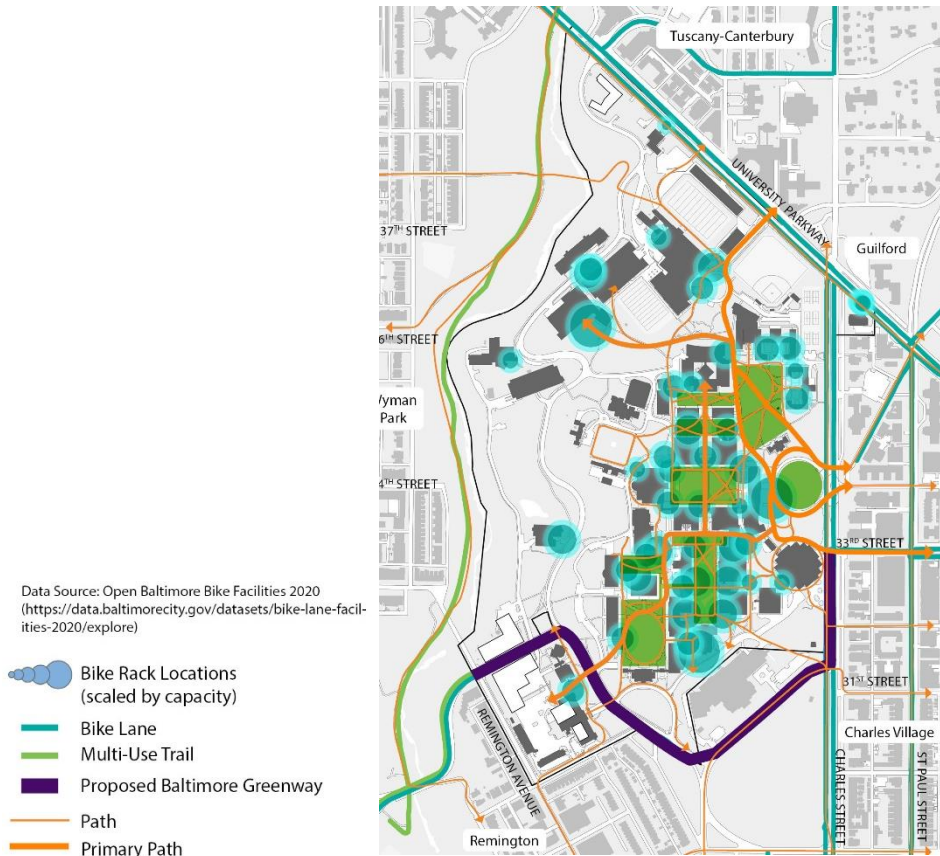 Tuscany-Canterbury
UNIVERSITY PARKWAY
37TH STREET
Guilford
6TH STREET
Wyman
Park
4TH STREET
33RD STREET
Data Source: Open Baltimore Bike Facilities 2020
(https://data.baltimorecity.gov/datasets/bike-lane-facil-
ities-2020/explore)
Bike Rack Locations
(scaled by capacity)
Bike Lane
Multi-Use Trail
Proposed Baltimore Greenway
Path
Primary Path
31ST STREET
REMINGTON AVENUE
Charles Village
CHARLES STREET
ST PAUL STREET
Remington